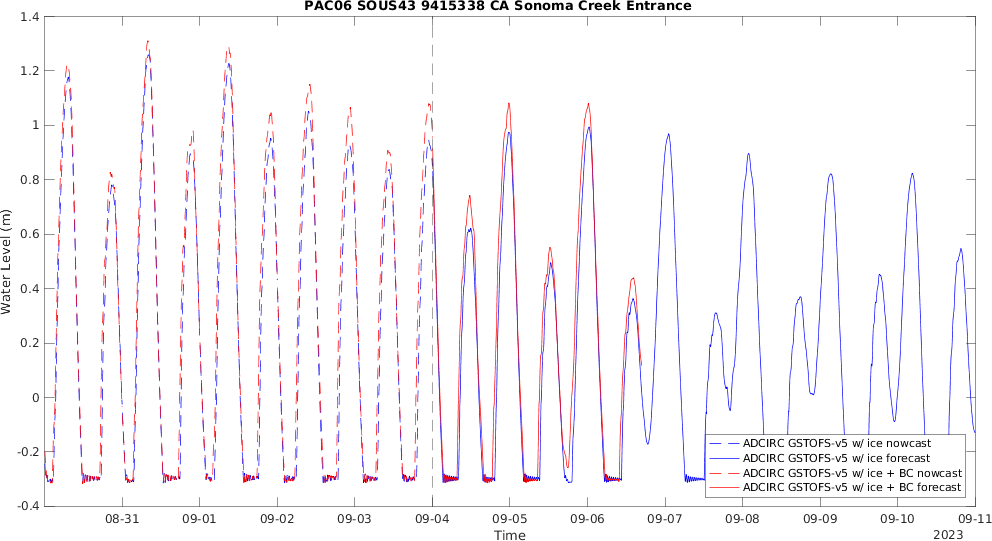 PAC06 SOUS43 9415338 CA Sonoma Creek Entrance
1.4
1.2
1
0.8
0.6
0.4
0.2
0
-0.2
-0.4
Water Level (m)
ADCIRC GSTOFS-v5 w/ ice nowcast
ADCIRC GSTOFS-v5 w/ ice forecast
ADCIRC GSTOFS-v5 w/ ice + BC nowcast
ADCIRC GSTOFS-v5 w/ ice + BC forecast
08-31 09-01 09-02 09-03 09-04 09-05 09-06 09-07 09-08 09-09 09-10 09-11
Time
2023